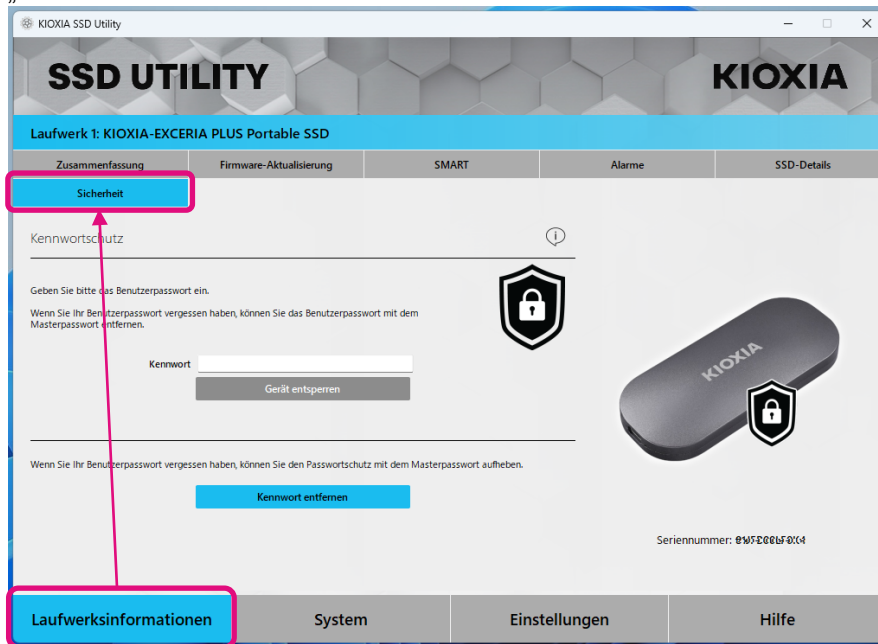 "
KIOXIA SSD Utility
SSD UTILITY
KIOXIA
Laufwerk 1: KIOXIA-EXCERIA PLUS Portable SSD
Zusammenfassung Firmware-Aktualisierung SMART Alarme SSD-Details
Sicherheit
Kennwortschutz
Geben Sie bitte das Benutzerpasswort ein.
Wenn Sie Ihr Benutzerpasswort vergessen haben, können Sie das Benutzerpasswort mit dem
Masterpasswort entfernen.
Kennwort
Gerät entsperren
KIOXIA
Wenn Sie Ihr Benutzerpasswort vergessen haben, können Sie den Passwortschutz mit dem Masterpasswort aufheben.
Kennwort entfernen
Seriennummer:
Laufwerksinformationen System Einstellungen Hilfe